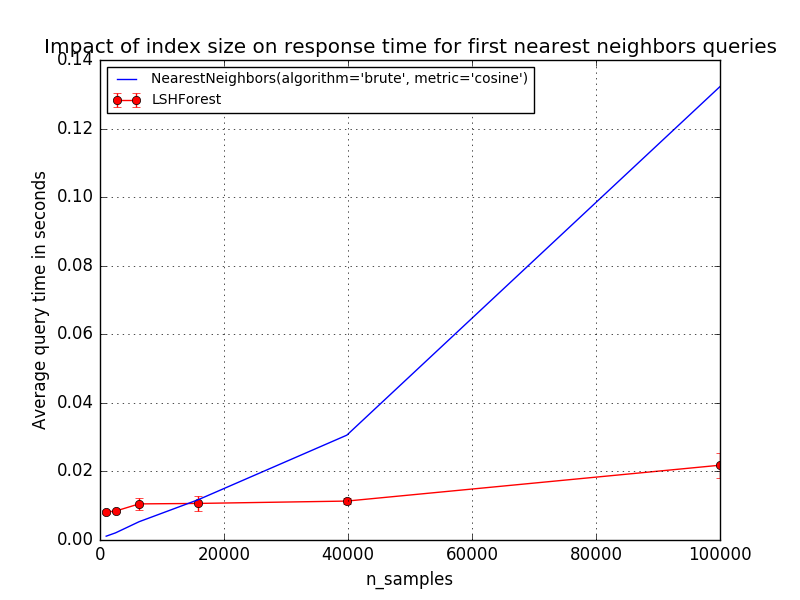 Impact of index size on response time for first nearest neighbors queries
NearestNeighbors(algorithm='brute', metric='cosine')
LSHForest
0.14
0.12
0.10
0.08
0.06
0.04
0.02
0.00
Average query time in seconds
0 20000 40000 60000 80000 100000
n_samples